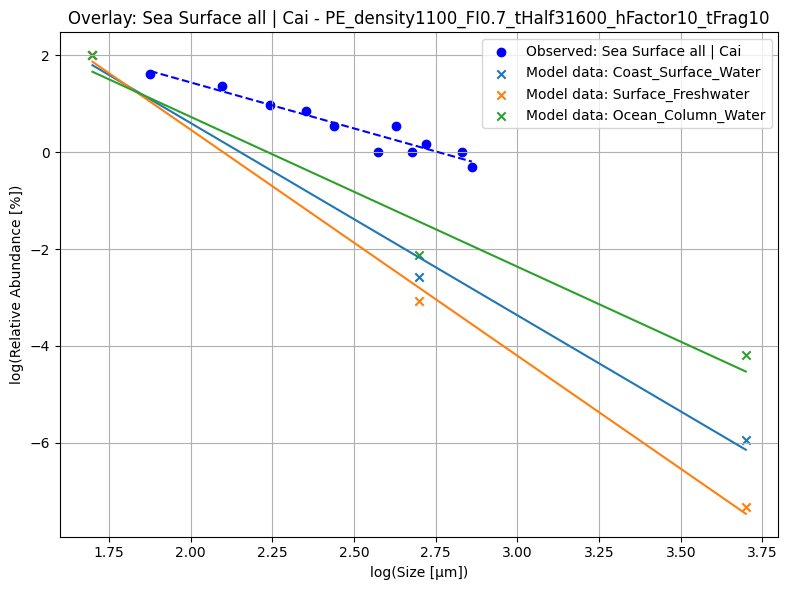 Overlay: Sea Surface all | Cai - PE_density1100_FI0.7_tHalf31600_hFactor10_tFrag10
Observed: Sea Surface all | Cai
Model data: Coast_Surface_Water
Model data: Surface_Freshwater
Model data: Ocean_Column_Water
log(Relative Abundance [%])
2
0
−2
−4
−6
1.75 2.00 2.25 2.50 2.75 3.00 3.25 3.50 3.75
log(Size [µm])